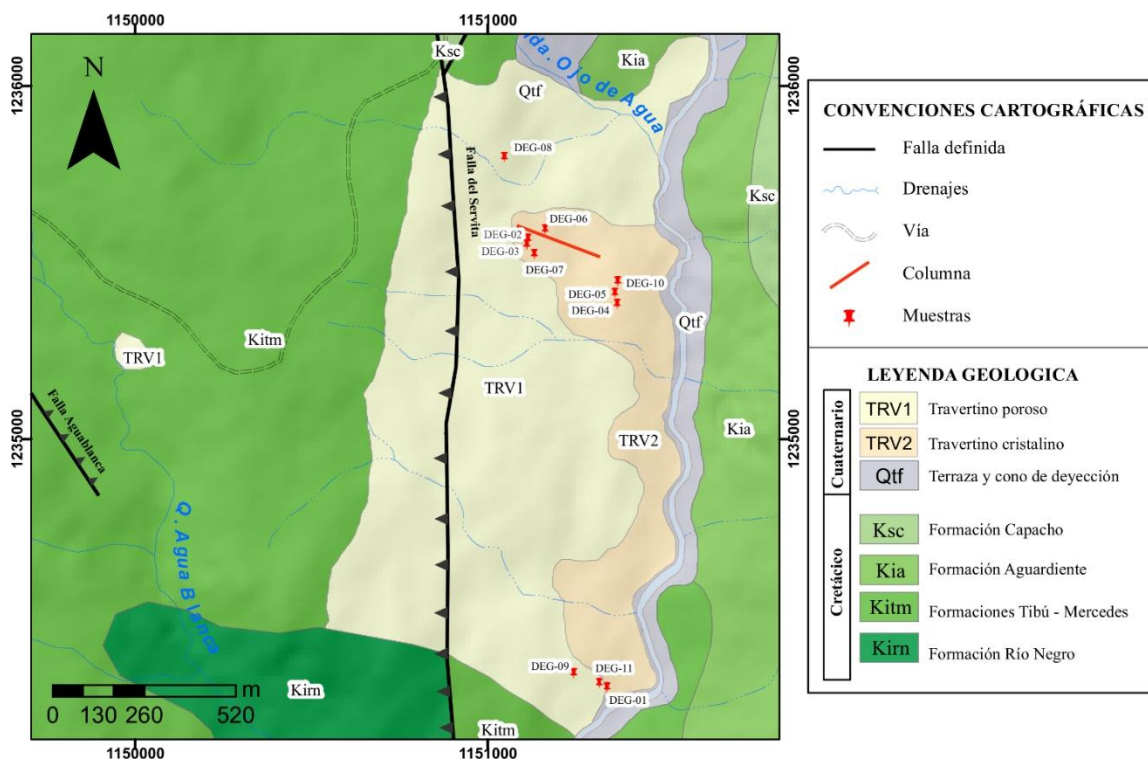 1150000
1151000
N
Ksc
nda. Ojo de Agua
Kia
1236000
1236000
Qtf
DEG-08
Falla del Servita
Ksc
DEG-06
DEG-02
DEG-03
DEG-07
DEG-10
DEG-05
DEG-04
Qtf
Kitm
TRV1
TRV1
Falla Aguablanca
1235000
1235000
TRV2
Kia
Q. Agua Blanca
DEG-09
DEG-11
DEG-01
Kirn
Kitm
m
0 130 260 520
1150000
1151000
CONVENCIONES CARTOGRÁFICAS
Falla definida
Drenajes
Vía
Columna
Muestras
LEYENDA GEOLOGICA
Cuaternario
TRV1 Travertino poroso
TRV2 Travertino cristalino
Qtf Terraza y cono de deyección
Cretácico
Ksc Formación Capacho
Kia Formación Aguardiente
Kitm Formaciones Tibú - Mercedes
Kirn Formación Río Negro